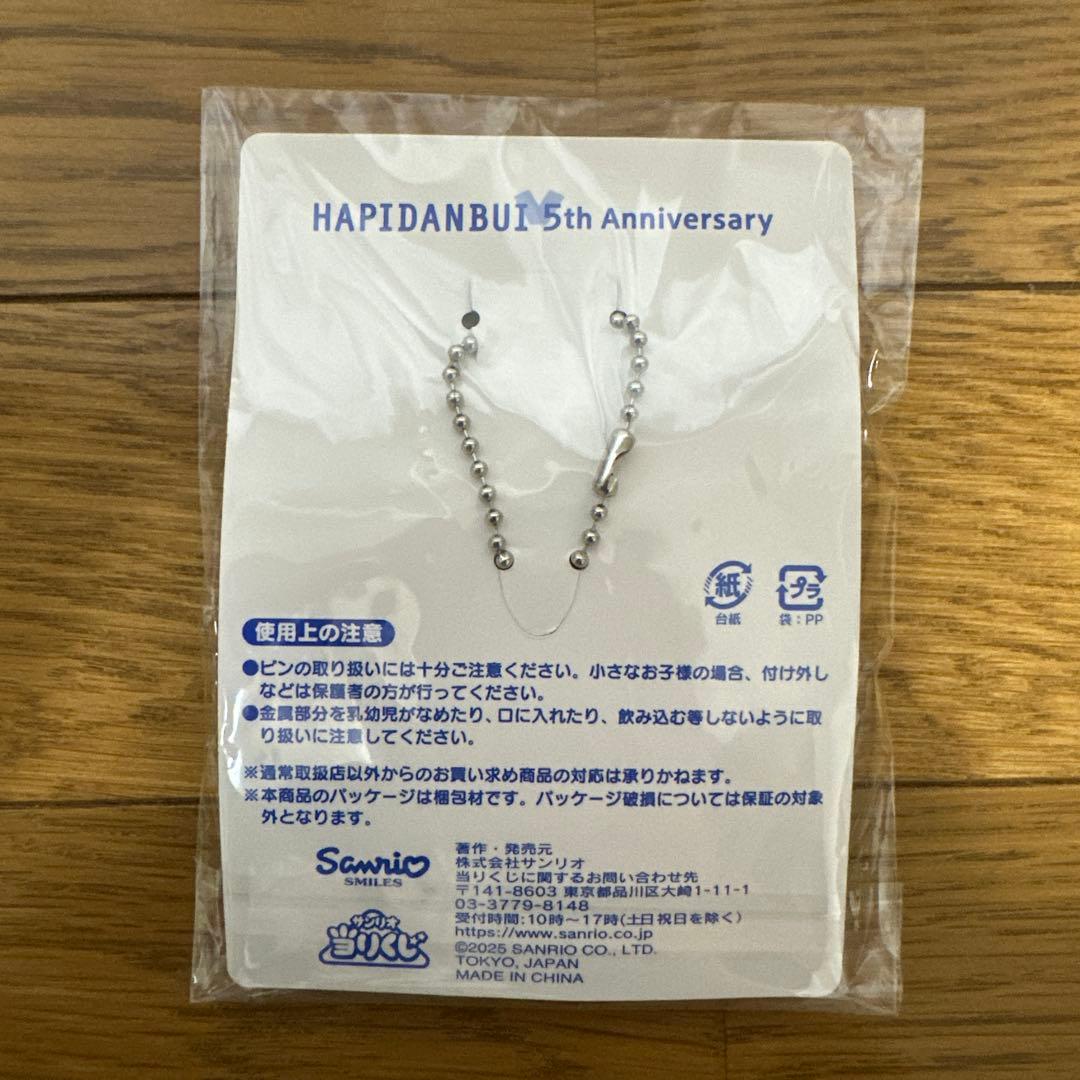 HAPIDANBUI 5th Anniversary
紙
台紙
プラ
袋:PP
使用上の注意
●ピンの取り扱いには十分ご注意ください。小さなお子様の場合、付け外し
などは保護者の方が行ってください。
●金属部分を乳幼児がなめたり、口に入れたり、飲み込む等しないように取
り扱いに注意してください。
※通常取扱店以外からのお買い求め商品の対応は承りかねます。
※本商品のパッケージは梱包材です。パッケージ破損については保証の対象
外となります。
Sanrio
SMILES
サンリオ
当りくじ
著作・発売元
株式会社サンリオ
当りくじに関するお問い合わせ先
〒141-8603 東京都品川区大崎1-11-1
03-3779-8148
受付時間:10時~17時(土日祝日を除く)
https://www.sanrio.co.jp
©2025 SANRIO CO., LTD.
TOKYO, JAPAN
MADE IN CHINA